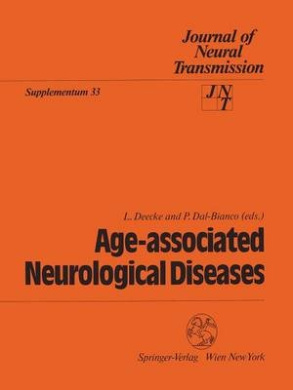 Journal of
Neural
Transmission
Supplementum 33
J N
T
L. Deecke and P. Dal-Bianco (eds.)
Age-associated
Neurological Diseases
Springer-Verlag Wien New York